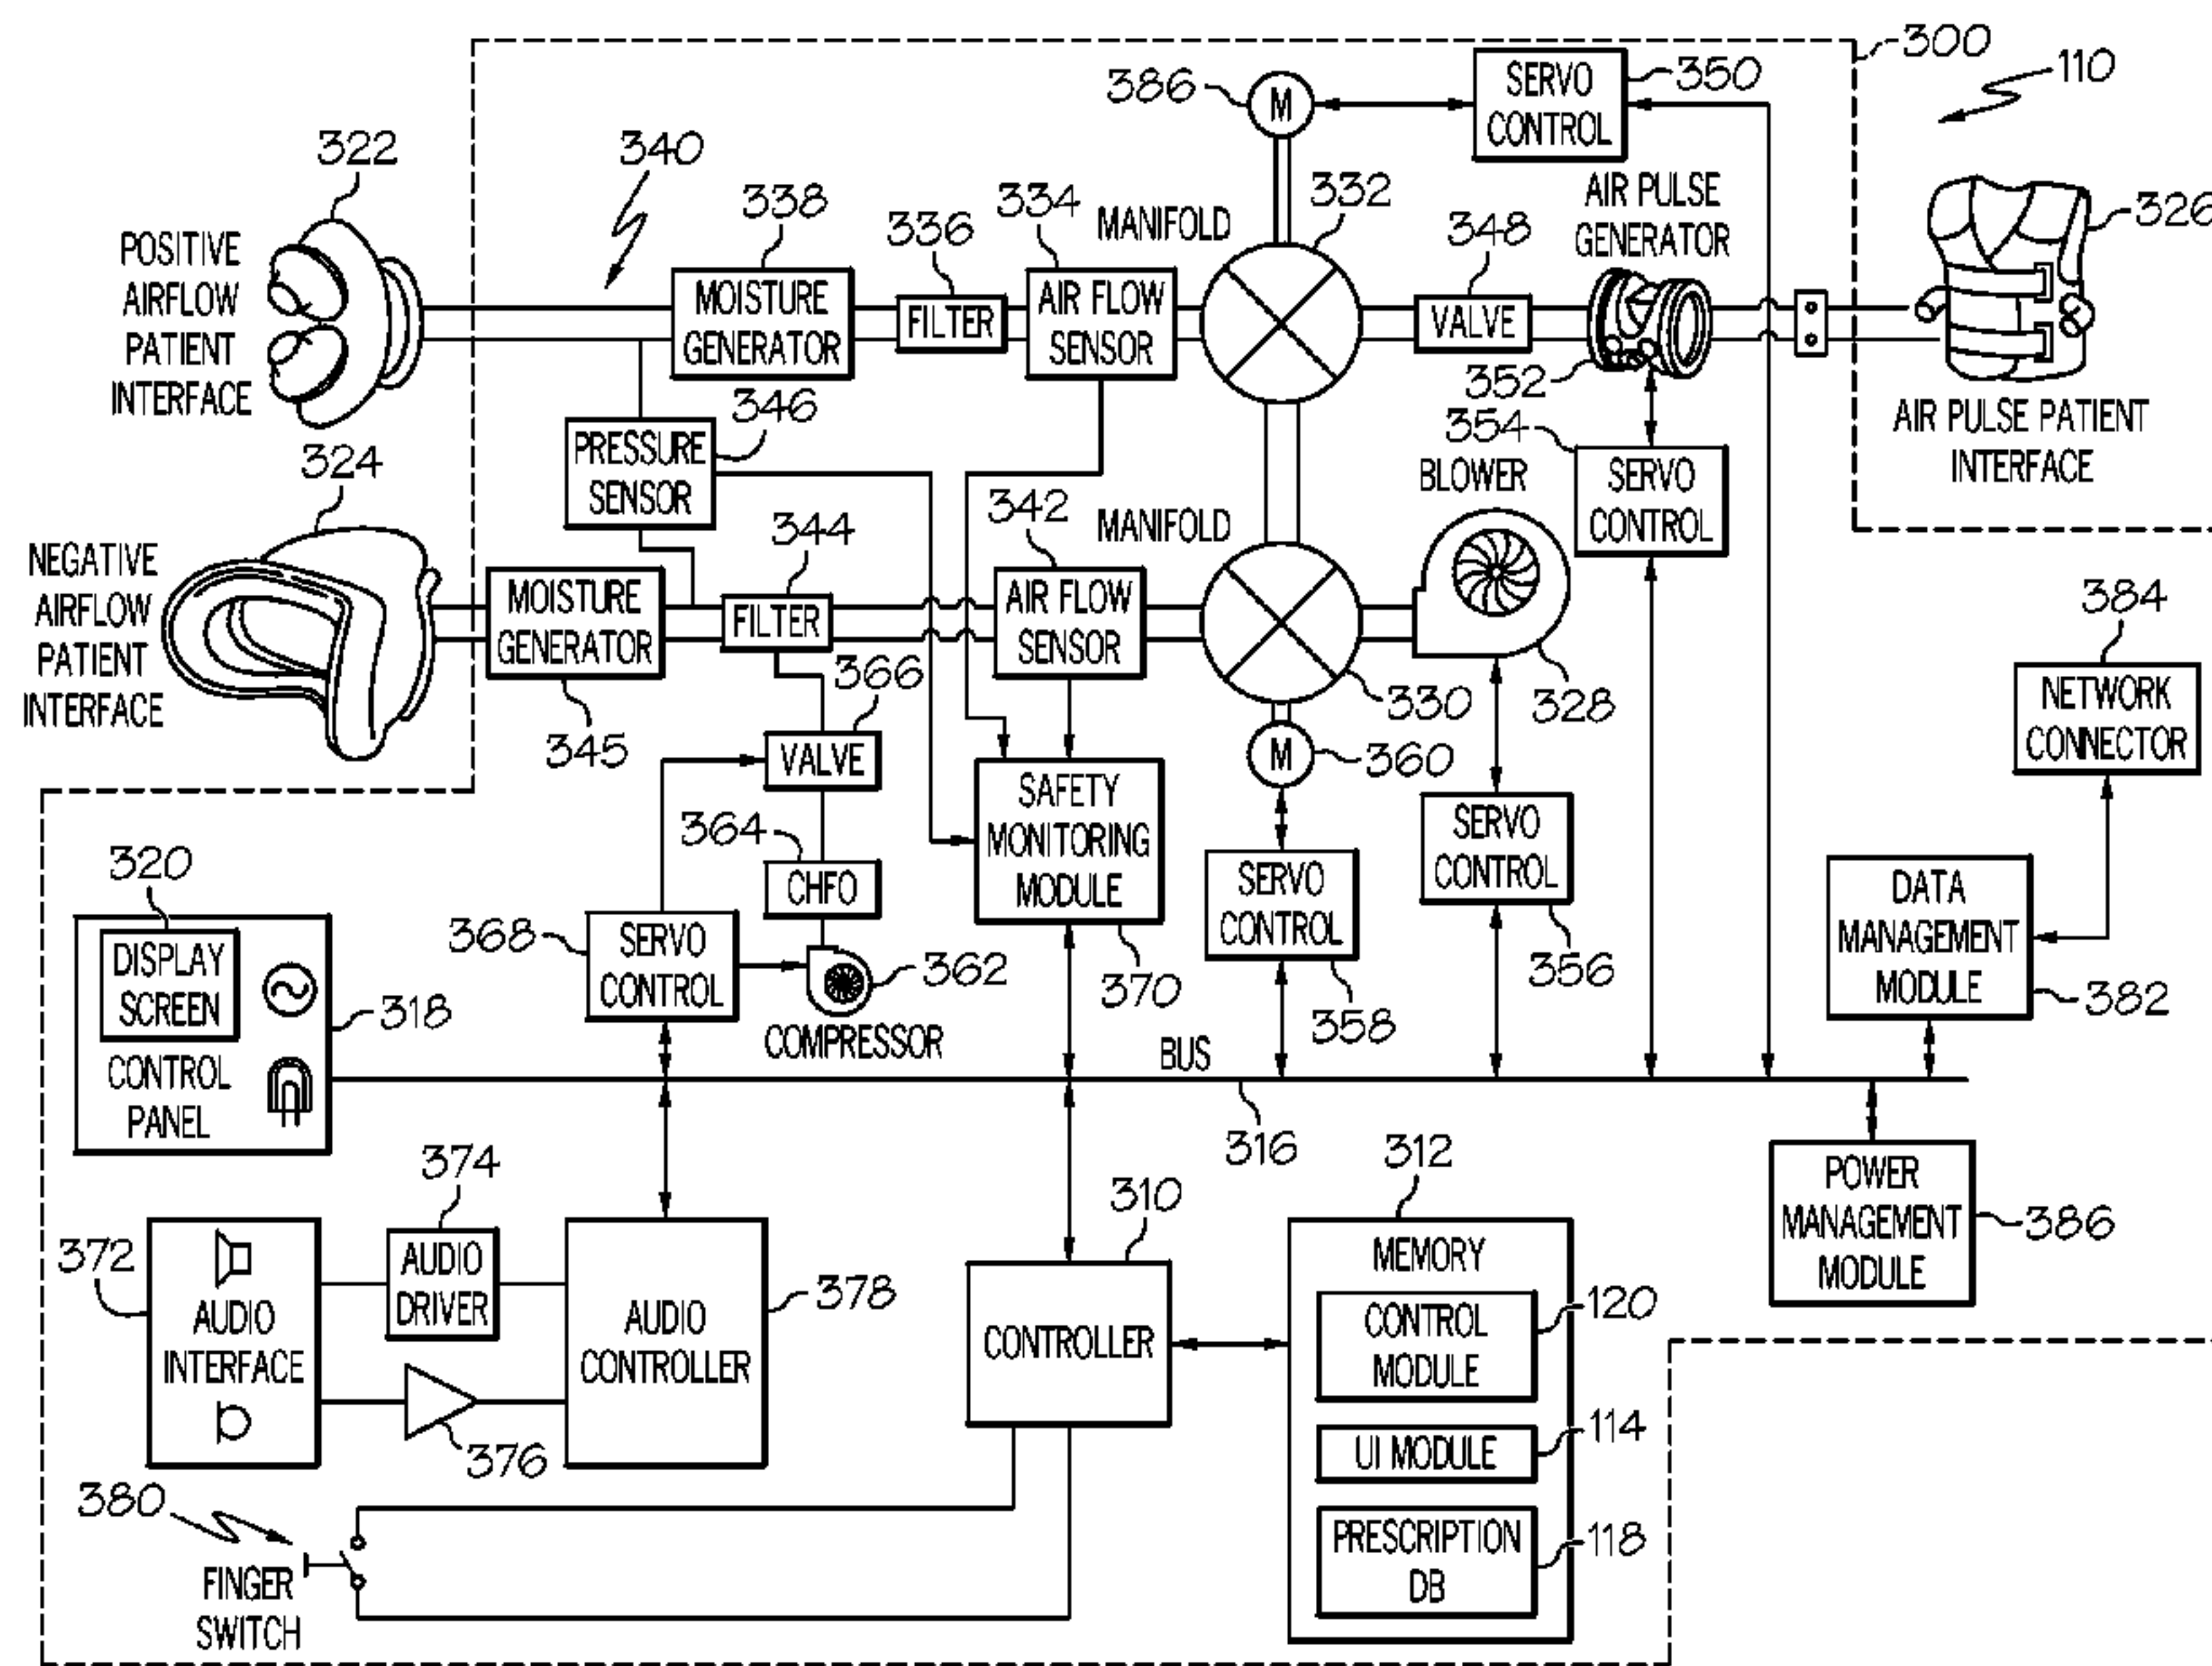 300
110
386
M
SERVO
CONTROL
350
322
340
338
336
334
MANIFOLD
332
348
AIR PULSE
GENERATOR
326
POSITIVE
AIRFLOW
PATIENT
INTERFACE
MOISTURE
GENERATOR
FILTER
AIR FLOW
SENSOR
VALVE
352
AIR PULSE PATIENT
INTERFACE
346
PRESSURE
SENSOR
354
BLOWER
SERVO
CONTROL
324
344
342
MANIFOLD
NEGATIVE
AIRFLOW
PATIENT
INTERFACE
MOISTURE
GENERATOR
345
FILTER
AIR FLOW
SENSOR
330
328
384
NETWORK
CONNECTOR
366
VALVE
M
360
364
CHFO
SAFETY
MONITORING
MODULE
370
SERVO
CONTROL
358
SERVO
CONTROL
356
DATA
MANAGEMENT
MODULE
382
320
DISPLAY
SCREEN
CONTROL
PANEL
318
368
SERVO
CONTROL
362
COMPRESSOR
BUS
316
374
310
312
POWER
MANAGEMENT
MODULE
386
372
AUDIO
INTERFACE
AUDIO
DRIVER
376
AUDIO
CONTROLLER
378
CONTROLLER
MEMORY
CONTROL
MODULE
120
UI MODULE
114
PRESCRIPTION
DB
118
380
FINGER
SWITCH